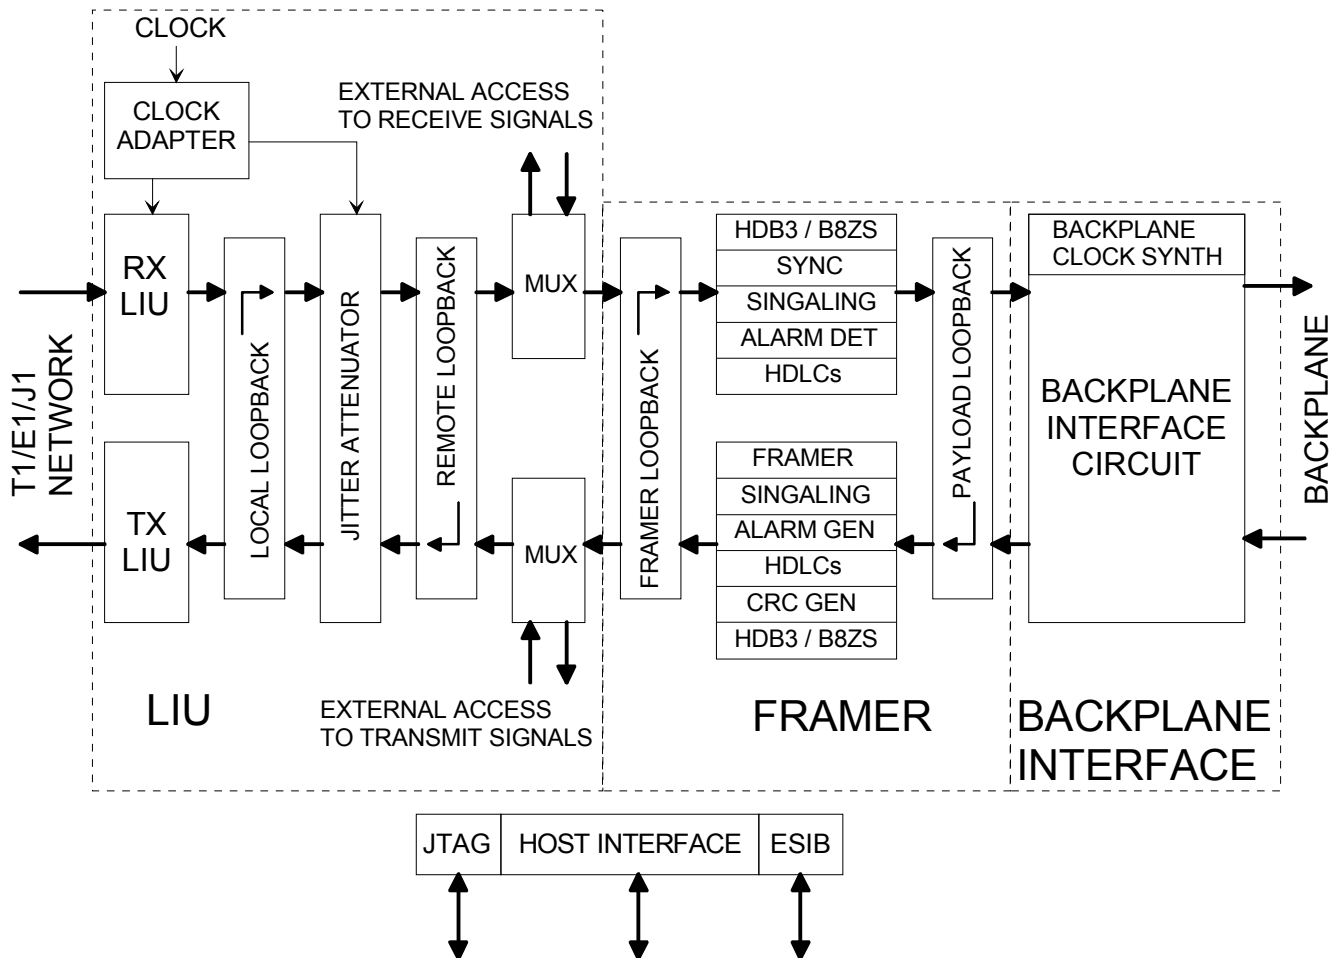 CLOCK
CLOCK
ADAPTER
EXTERNAL ACCESS
TO RECEIVE SIGNALS
T1/E1/J1
NETWORK
RX
LIU
TX
LIU
LOCAL LOOPBACK
JITTER ATTENUATOR
REMOTE LOOPBACK
MUX
MUX
EXTERNAL ACCESS
TO TRANSMIT SIGNALS
LIU
FRAMER LOOPBACK
HDB3 / B8ZS
SYNC
SINGALING
ALARM DET
HDLCs
FRAMER
SINGALING
ALARM GEN
HDLCs
CRC GEN
HDB3 / B8ZS
PAYLOAD LOOPBACK
FRAMER
BACKPLANE
CLOCK SYNTH
BACKPLANE
INTERFACE
CIRCUIT
BACKPLANE
BACKPLANE
INTERFACE
JTAG
HOST INTERFACE
ESIB